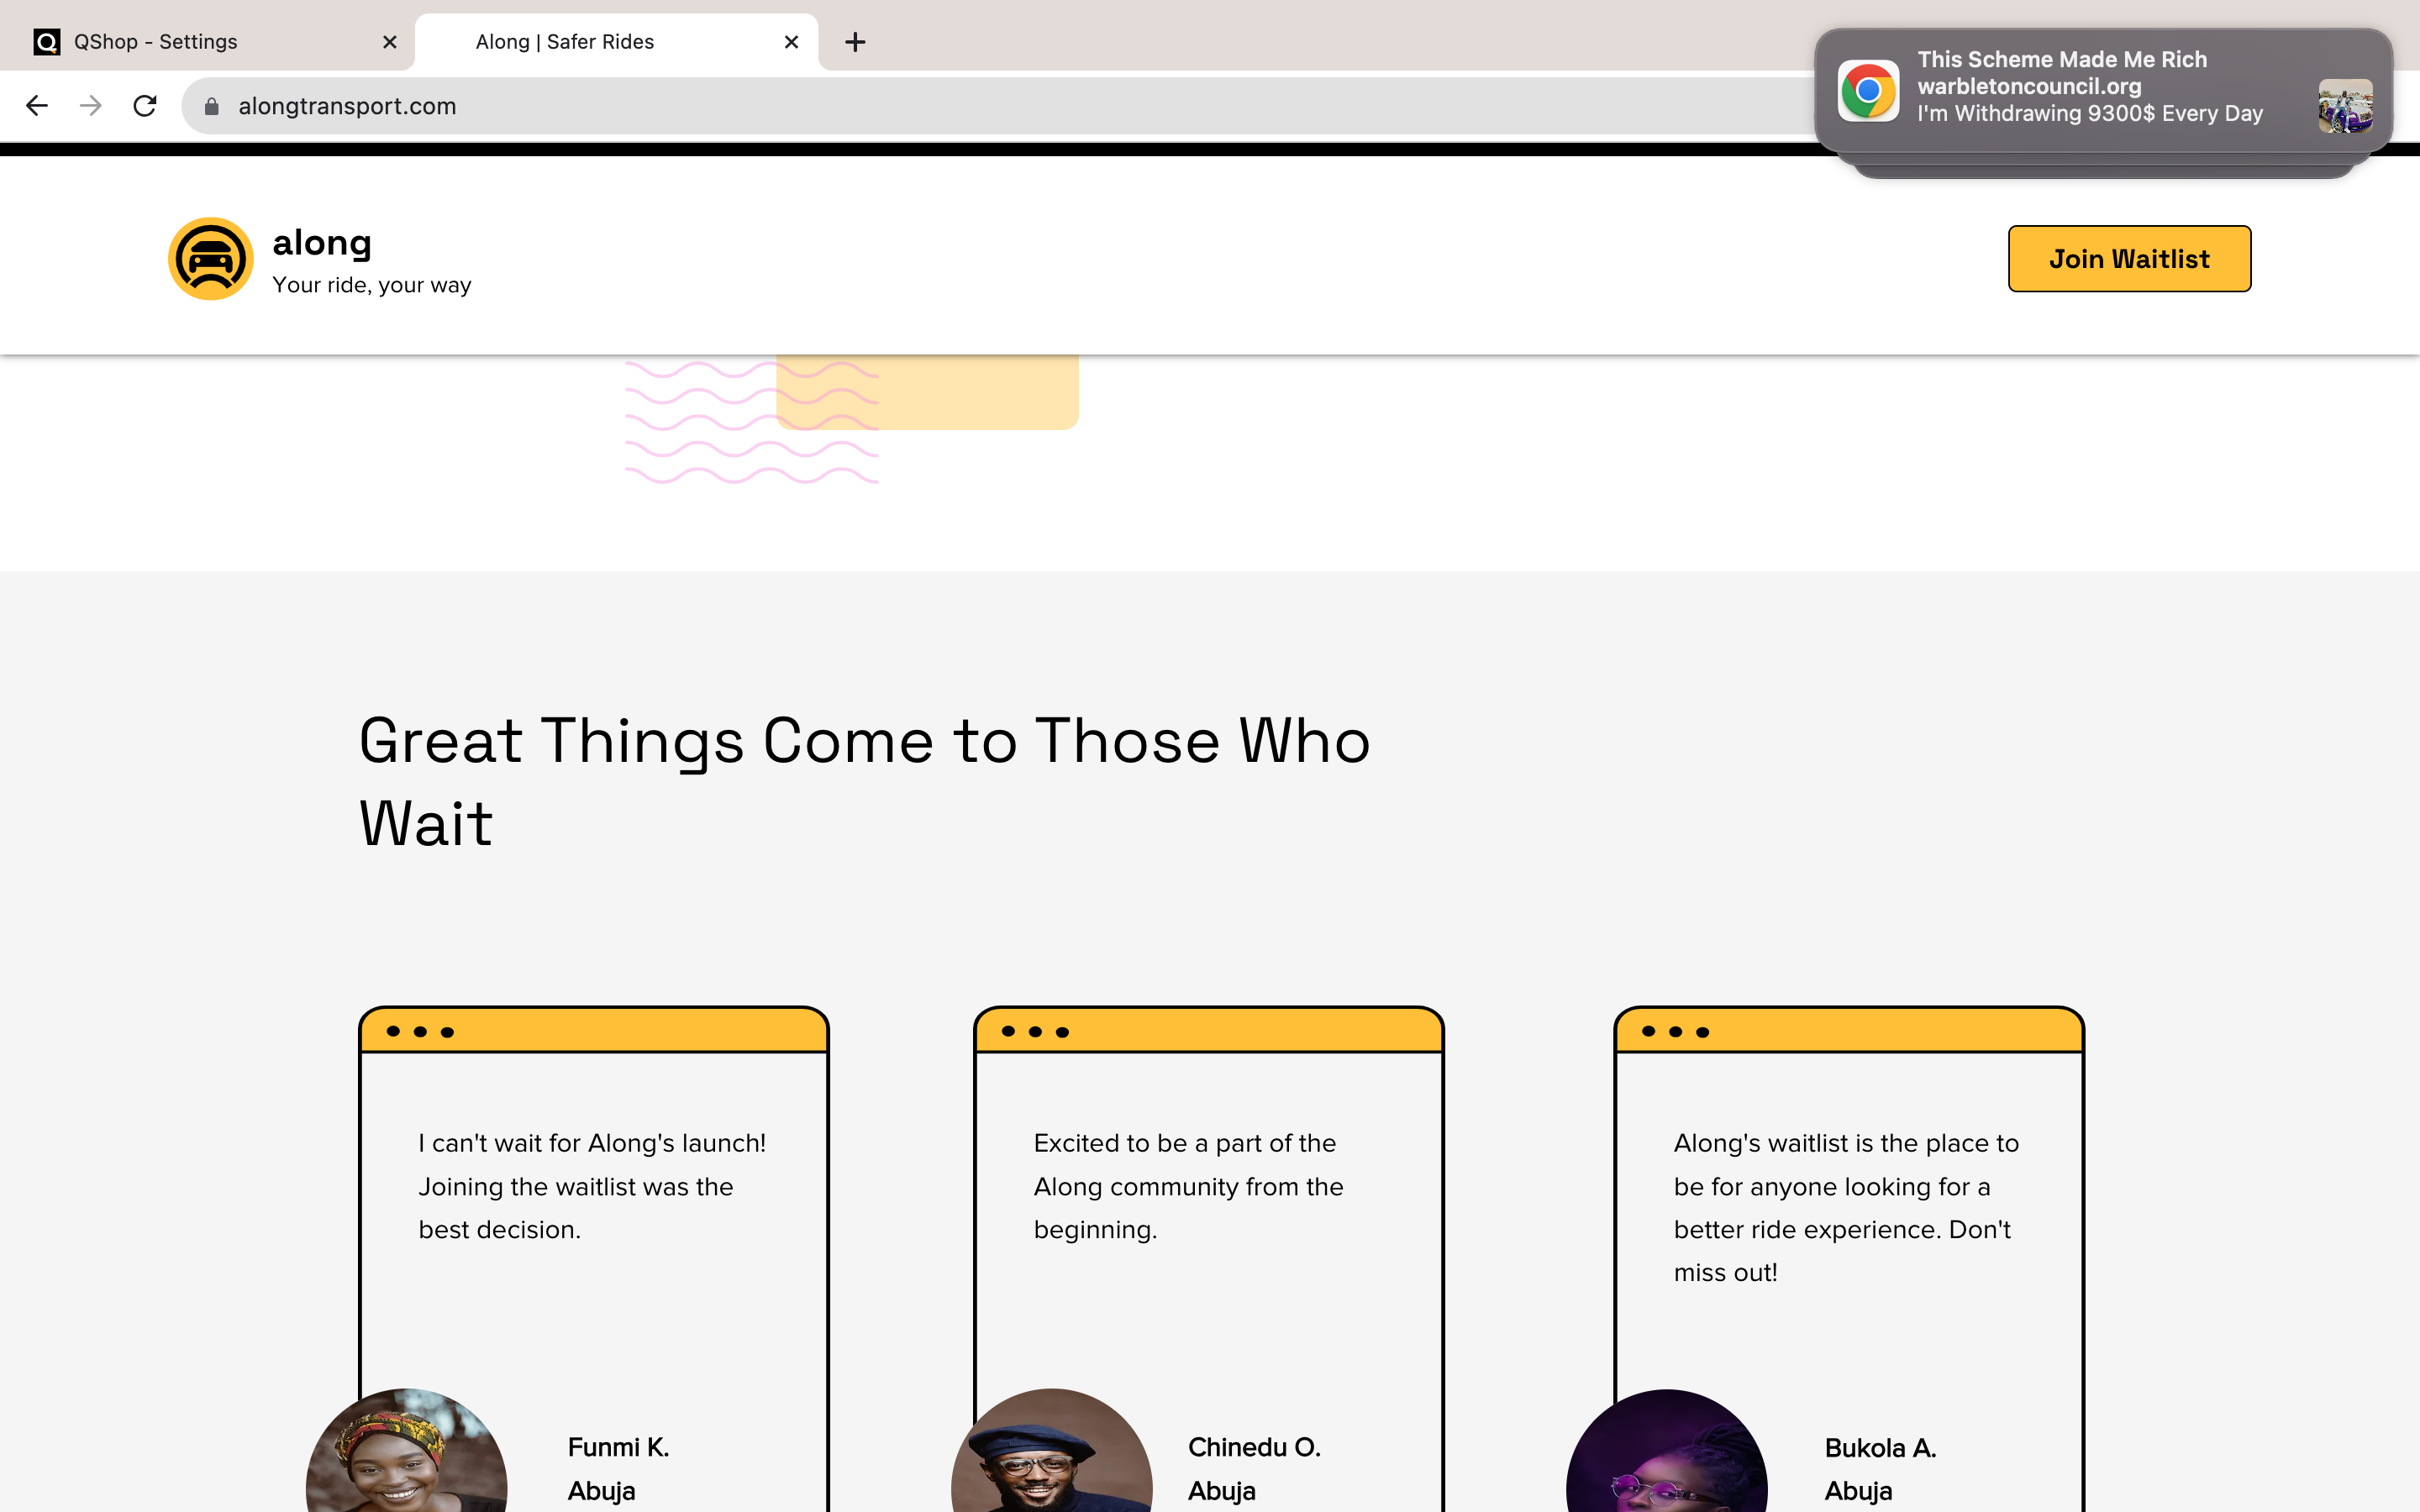 QShop - Settings
Along | Safer Rides
alongtransport.com
This Scheme Made Me Rich
warbletoncouncil.org
I'm Withdrawing 9300$ Every Day
along
Your ride, your way
Join Waitlist
Great Things Come to Those Who
Wait
I can't wait for Along's launch!
Joining the waitlist was the
best decision.
Funmi K.
Abuja
Excited to be a part of the
Along community from the
beginning.
Chinedu O.
Abuja
Along's waitlist is the place to
be for anyone looking for a
better ride experience. Don't
miss out!
Bukola A.
Abuja